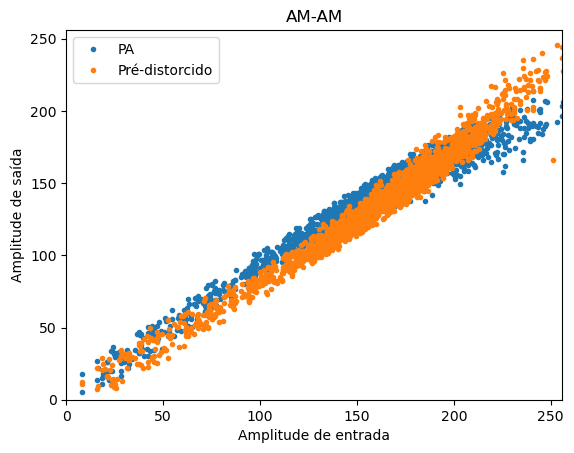 AM-AM
PA
Pré-distorcido
Amplitude de saída
250
200
150
100
50
0
0 50 100 150 200 250
Amplitude de entrada